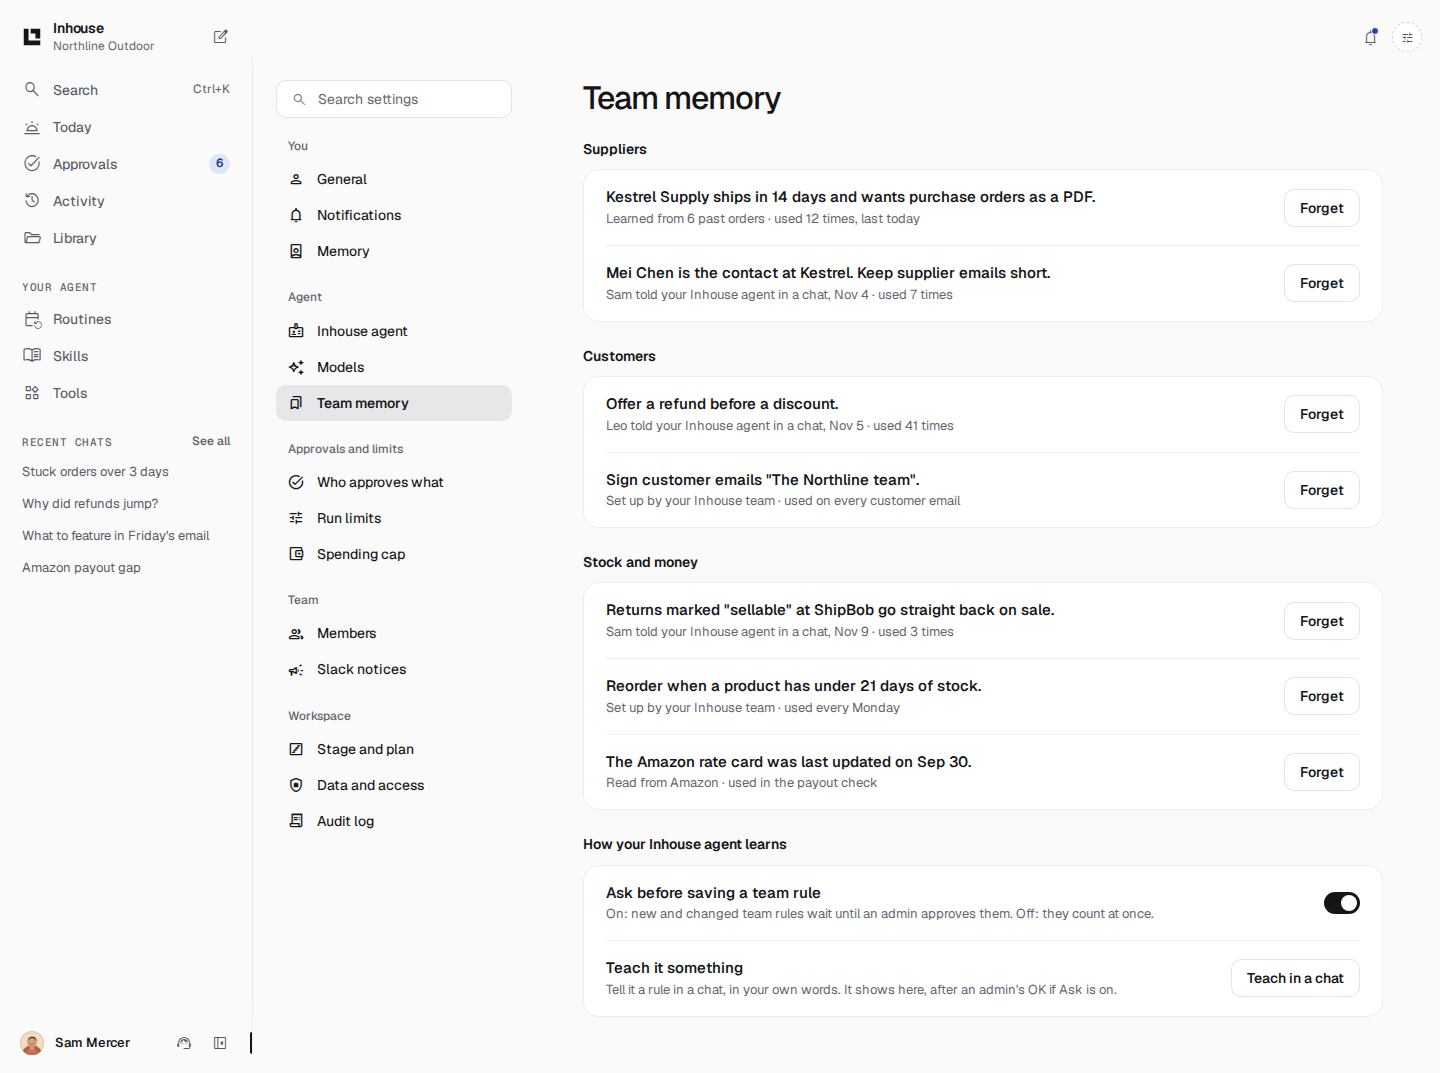 Inhouse
Northline Outdoor
Search Ctrl+K
Today
Approvals 6
Activity
Library
YOUR AGENT
Routines
Skills
Tools
RECENT CHATS See all
Stuck orders over 3 days
Why did refunds jump?
What to feature in Friday's email
Amazon payout gap
Sam Mercer
Search settings
You
General
Notifications
Memory
Agent
Inhouse agent
Models
Team memory
Approvals and limits
Who approves what
Run limits
Spending cap
Team
Members
Slack notices
Workspace
Stage and plan
Data and access
Audit log
Team memory
Suppliers
Kestrel Supply ships in 14 days and wants purchase orders as a PDF.
Learned from 6 past orders · used 12 times, last today
Forget
Mei Chen is the contact at Kestrel. Keep supplier emails short.
Sam told your Inhouse agent in a chat, Nov 4 · used 7 times
Forget
Customers
Offer a refund before a discount.
Leo told your Inhouse agent in a chat, Nov 5 · used 41 times
Forget
Sign customer emails "The Northline team".
Set up by your Inhouse team · used on every customer email
Forget
Stock and money
Returns marked "sellable" at ShipBob go straight back on sale.
Sam told your Inhouse agent in a chat, Nov 9 · used 3 times
Forget
Reorder when a product has under 21 days of stock.
Set up by your Inhouse team · used every Monday
Forget
The Amazon rate card was last updated on Sep 30.
Read from Amazon · used in the payout check
Forget
How your Inhouse agent learns
Ask before saving a team rule
On: new and changed team rules wait until an admin approves them. Off: they count at once.
Teach it something
Tell it a rule in a chat, in your own words. It shows here, after an admin's OK if Ask is on.
Teach in a chat